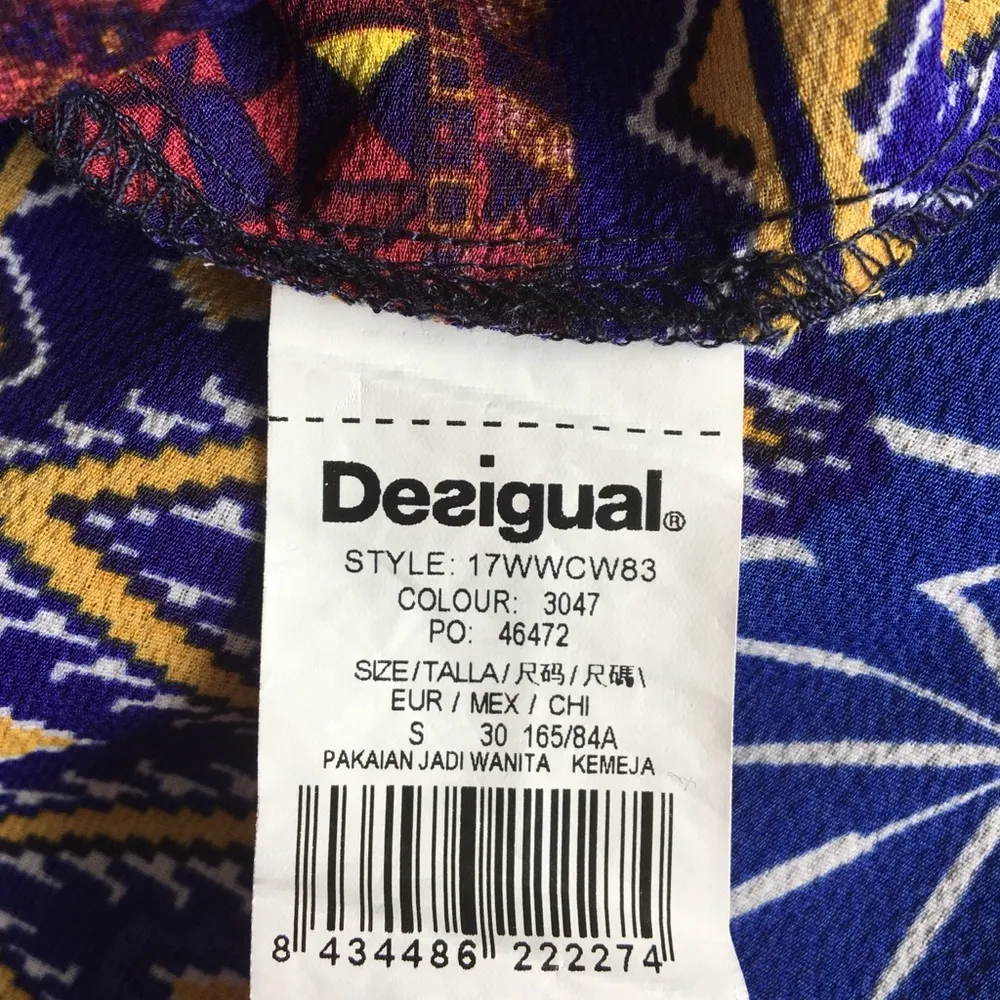 Desigual®
STYLE: 17WWCW83
COLOUR: 3047
PO: 46472
SIZE/TALLA/尺码/尺碼\
EUR / MEX / CHI
S 30 165/84A
PAKAIAN JADI WANITA KEMEJA
8 434486 222274